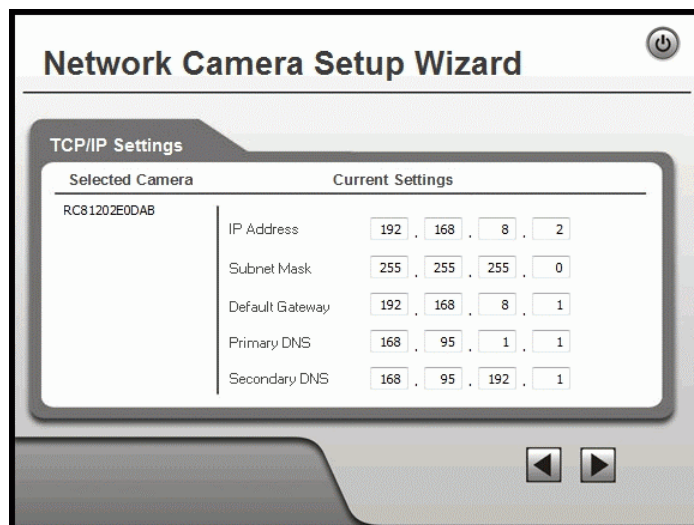 Network Camera Setup Wizard
TCP/IP Settings
Selected Camera Current Settings
RC81202E0DAB
IP Address 192 . 168 . 8 . 2
Subnet Mask 255 . 255 . 255 . 0
Default Gateway 192 . 168 . 8 . 1
Primary DNS 168 . 95 . 1 . 1
Secondary DNS 168 . 95 . 192 . 1